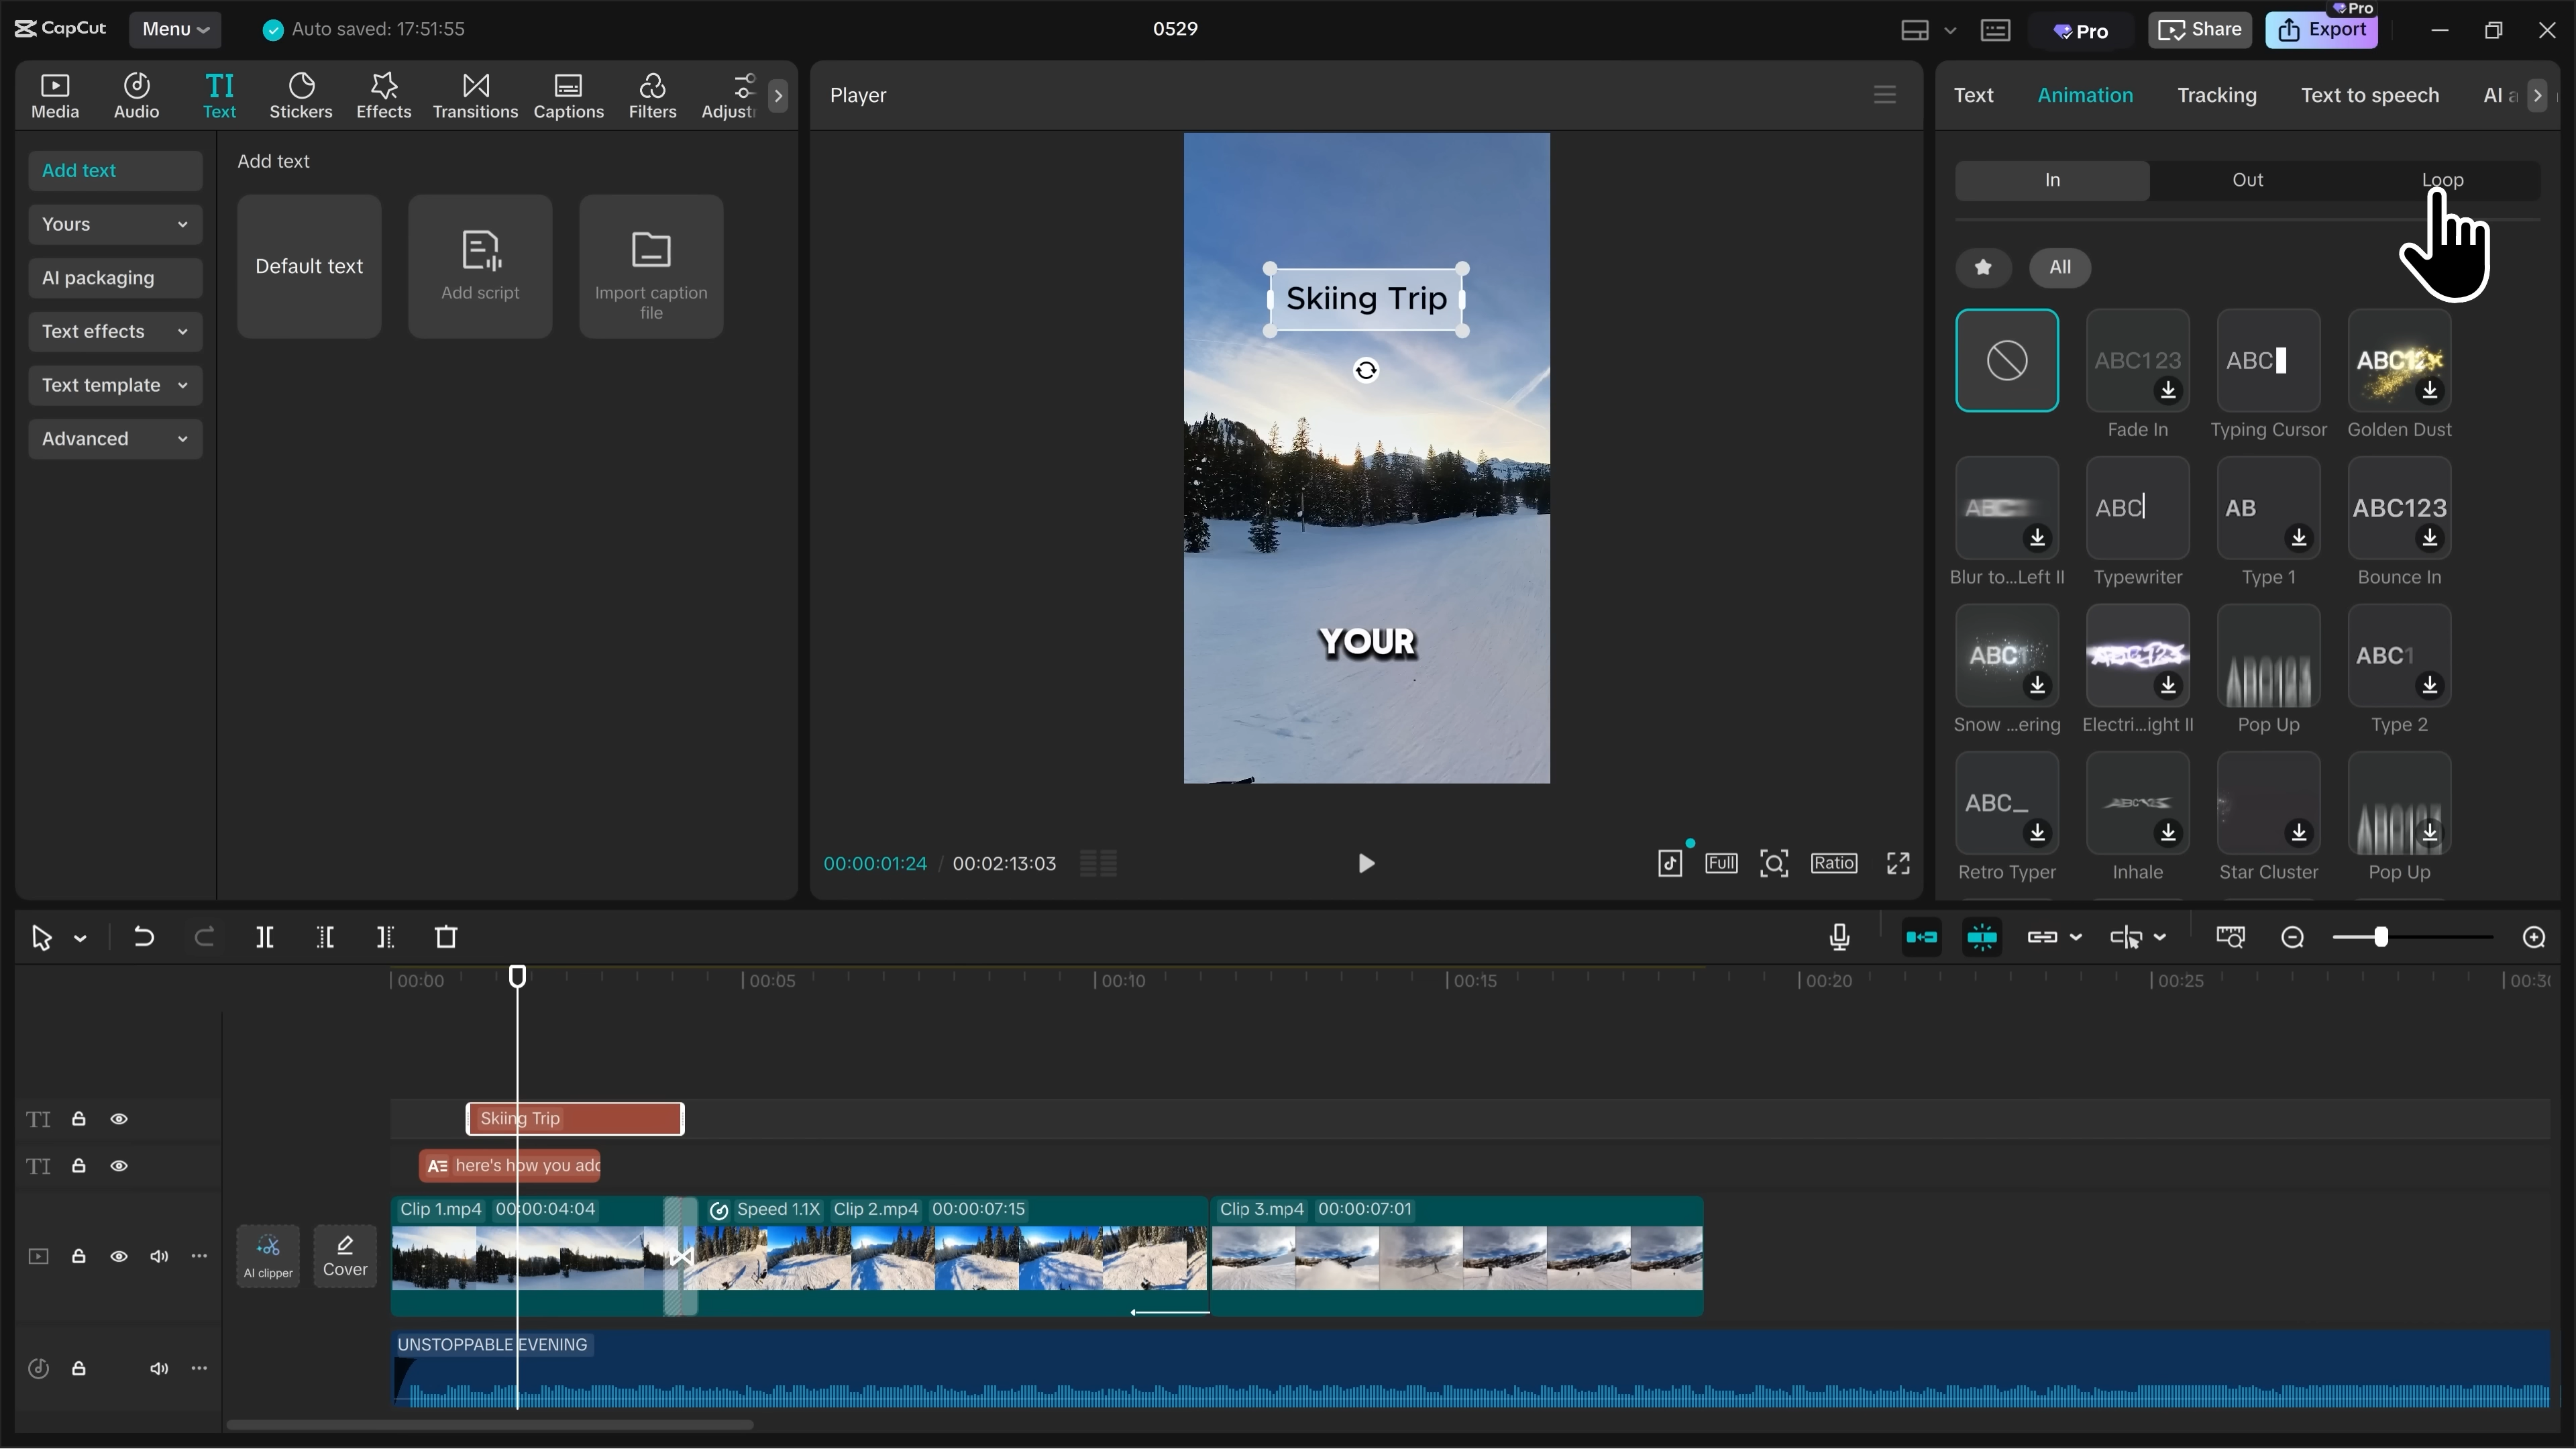 CapCut
Menu
Auto saved: 17:51:55
0529
Pro
Share
Export
Pro
Media
Audio
TI
Text
Stickers
Effects
Transitions
Captions
Filters
Adjustr
Player
Text
Animation
Tracking
Text to speech
AI a
Add text
Yours
AI packaging
Text effects
Text template
Advanced
Add text
Default text
Add script
Import caption
file
Skiing Trip
YOUR
In
Out
Loop
All
ABC123
Fade In
ABC
Typing Cursor
ABC12
Golden Dust
ABC
Blur to...Left II
ABC
Typewriter
AB
Type 1
ABC123
Bounce In
ABC1
Snow ...ering
ABC123
Electri...ight II
ABC123
Pop Up
ABC1
Type 2
ABC_
Retro Typer
ABC123
Inhale
Star Cluster
Pop Up
00:00:01:24 / 00:02:13:03
Full
Ratio
00:00
00:05
00:10
00:15
00:20
00:25
00:30
TI
Skiing Trip
TI
A
here's how you add
AI clipper
Cover
Clip 1.mp4 00:00:04:04
Speed 1.1X Clip 2.mp4 00:00:07:15
Clip 3.mp4 00:00:07:01
UNSTOPPABLE EVENING